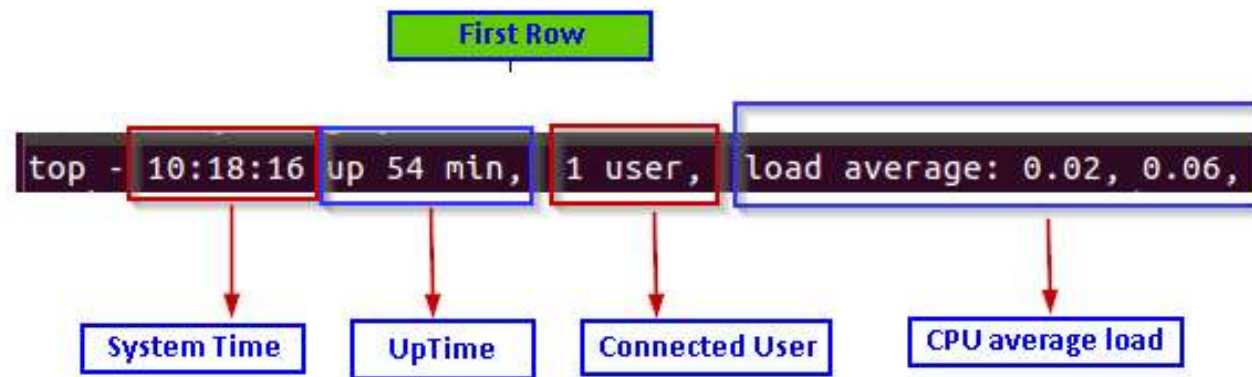 First Row
top - 10:18:16 up 54 min, 1 user, load average: 0.02, 0.06,
System Time UpTime Connected User CPU average load